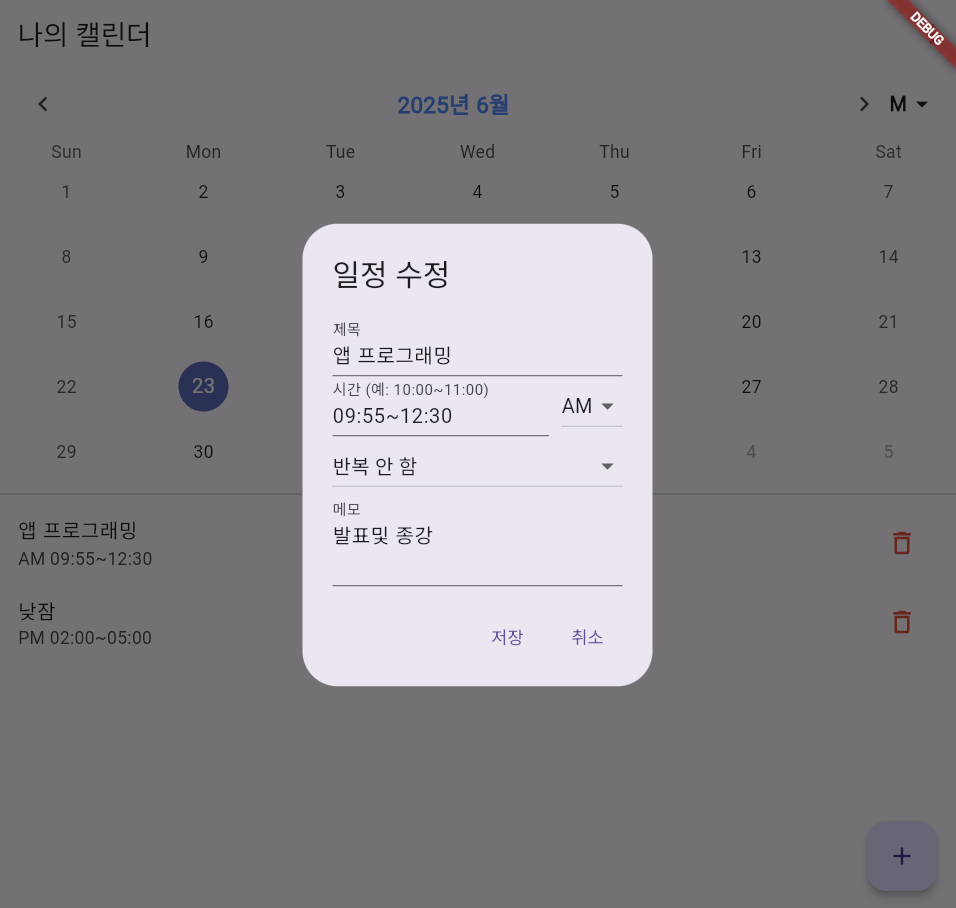 나의 캘린더
DEBUG
2025년 6월
M
Sun Mon Tue Wed Thu Fri Sat
1 2 3 4 5 6 7
8 9 13 14
15 16 20 21
22 23 27 28
29 30 4 5
일정 수정
제목
앱 프로그래밍
시간 (예: 10:00~11:00)
09:55~12:30
AM
반복 안 함
메모
발표및 종강
저장 취소
앱 프로그래밍
AM 09:55~12:30
낮잠
PM 02:00~05:00